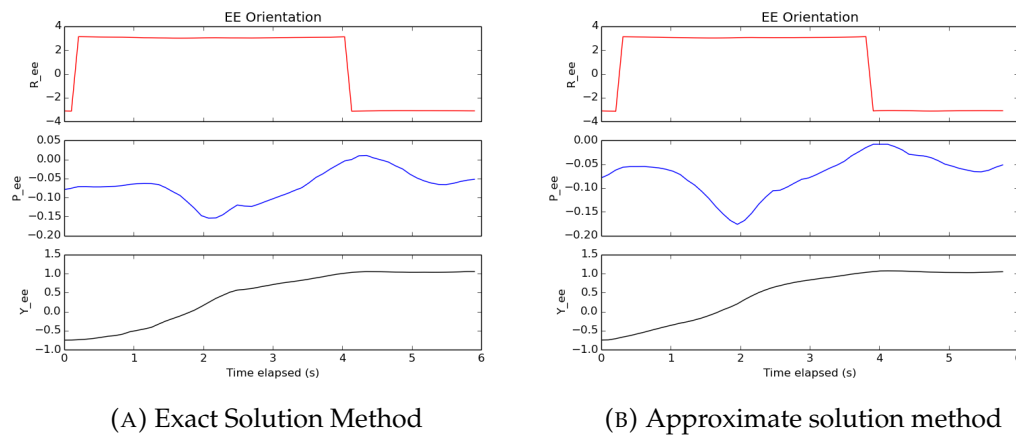 EE Orientation
4
2
0
−2
−4
R_ee
0.05
0.00
−0.05
−0.10
−0.15
−0.20
P_ee
1.5
1.0
0.5
0.0
−0.5
−1.0
Y_ee
0 1 2 3 4 5 6
Time elapsed (s)
(A) Exact Solution Method
EE Orientation
4
2
0
−2
−4
R_ee
0.00
−0.05
−0.10
−0.15
−0.20
P_ee
1.5
1.0
0.5
0.0
−0.5
−1.0
Y_ee
0 1 2 3 4 5 6
Time elapsed (s)
(B) Approximate solution method